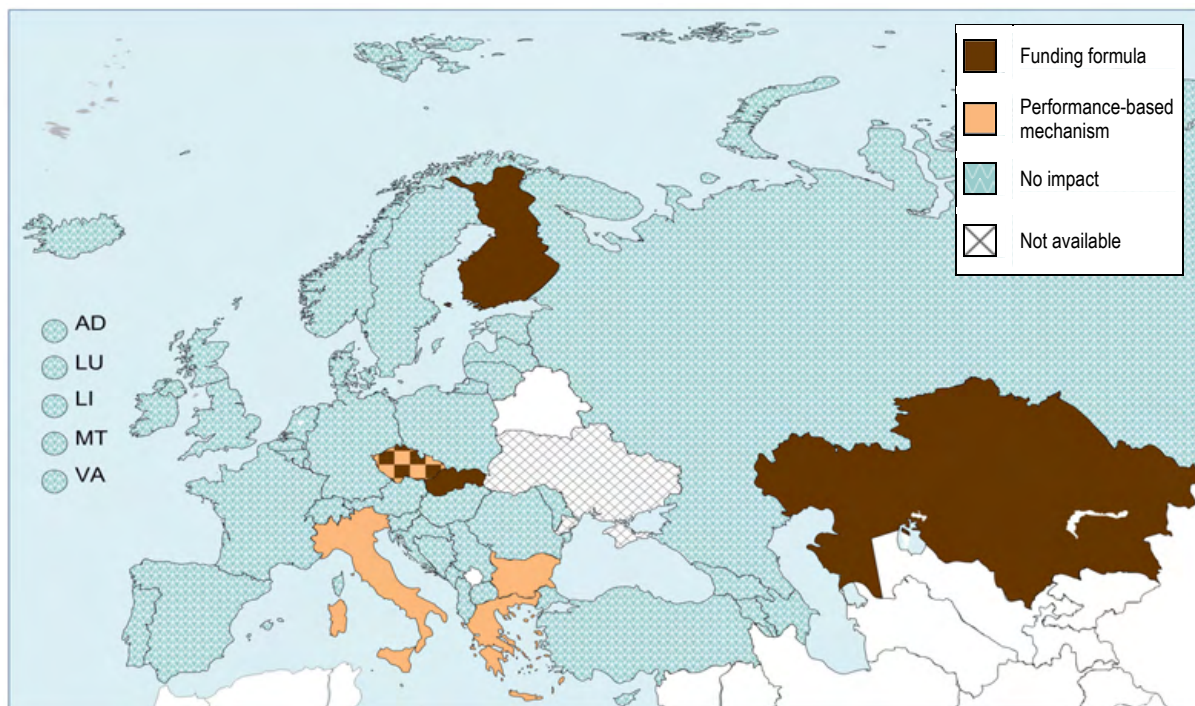 Funding formula
Performance-based
mechanism
No impact
Not available
AD
LU
LI
MT
VA